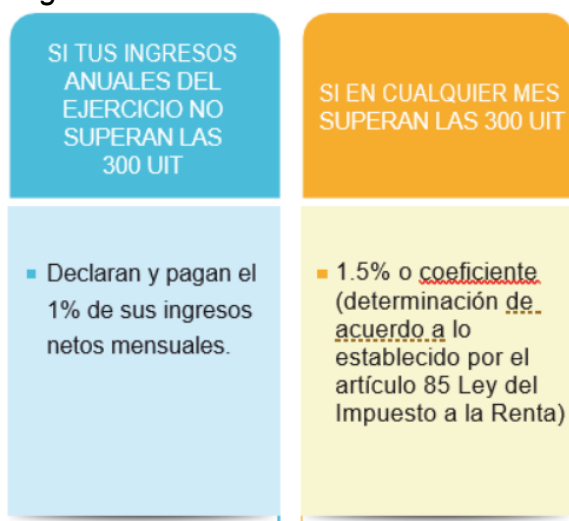 SI TUS INGRESOS
ANUALES DEL
EJERCICIO NO
SUPERAN LAS
300 UIT
SI EN CUALQUIER MES
SUPERAN LAS 300 UIT
▪ Declaran y pagan el
1% de sus ingresos
netos mensuales.
▪ 1.5% o coeficiente
(determinación de
acuerdo a lo
establecido por el
artículo 85 Ley del
Impuesto a la Renta)